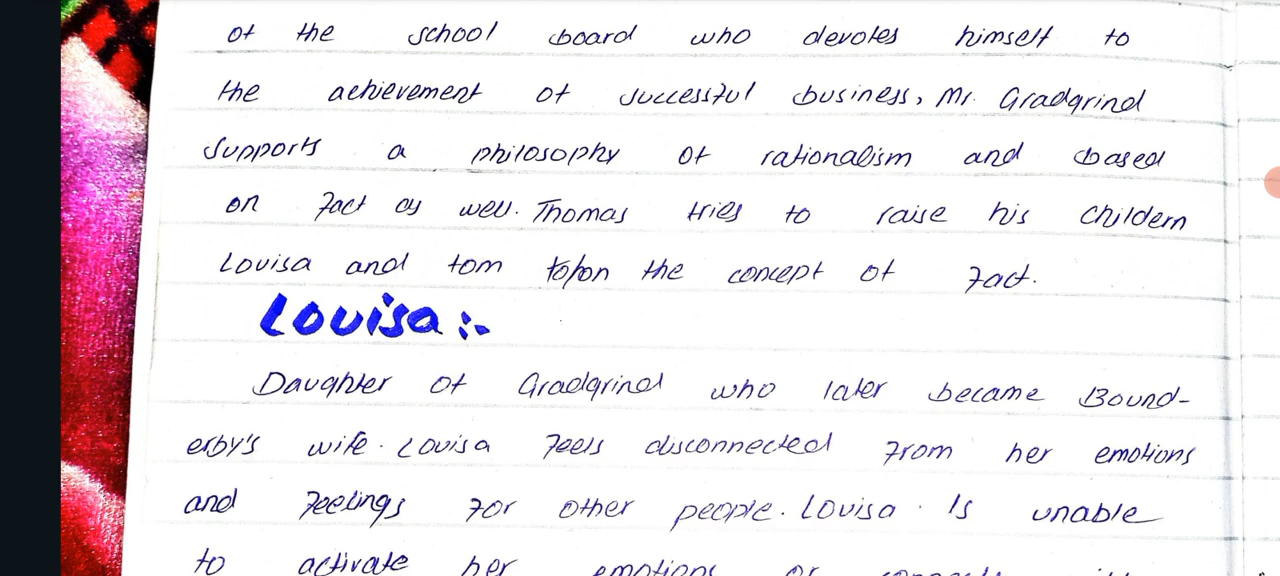 of the school board who devotes himself to
the achievement of successful business, Mr. Gradgrind
supports a philosophy of rationalism and based
on fact as well. Thomas tries to raise his childern
Louisa and tom on the concept of fact.
Louisa :-
Daughter of Gradgrind who later became Bound-
erby's wife. Louisa feels disconnected from her emotions
and feelings for other people. Louisa. Is unable
to activate her emotions or